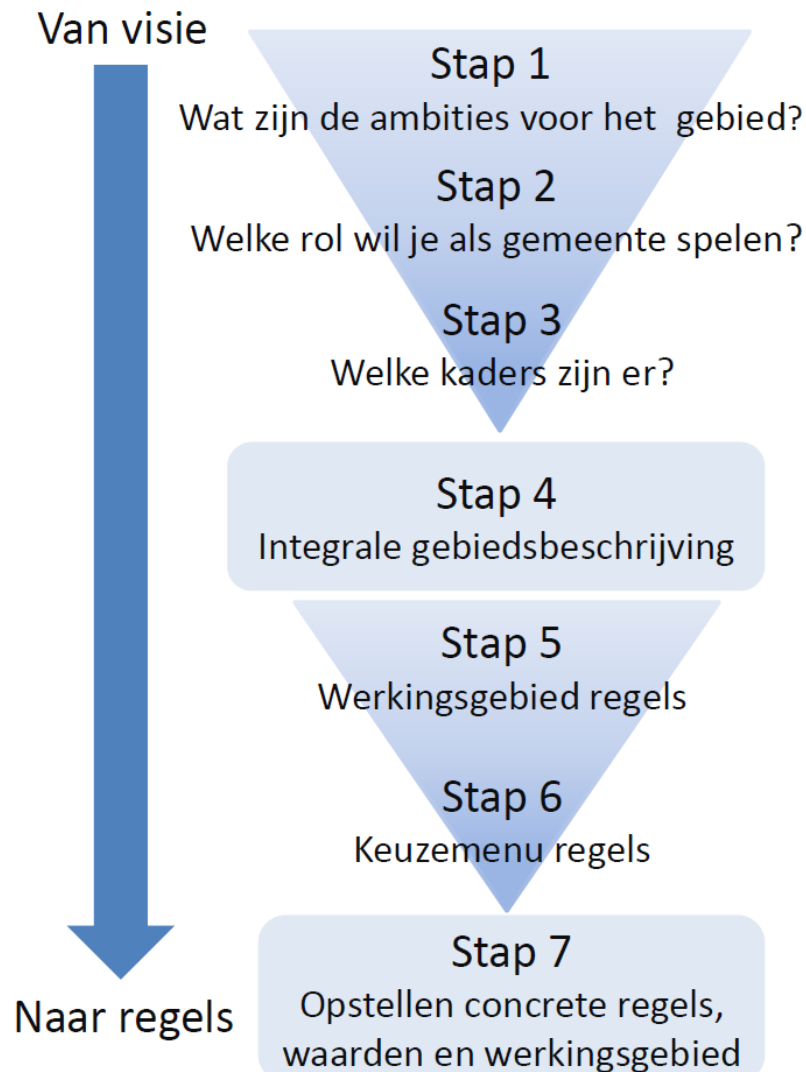 Van visie
Stap 1
Wat zijn de ambities voor het gebied?
Stap 2
Welke rol wil je als gemeente spelen?
Stap 3
Welke kaders zijn er?
Stap 4
Integrale gebiedsbeschrijving
Stap 5
Werkingsgebied regels
Stap 6
Keuzemenu regels
Stap 7
Opstellen concrete regels,
waarden en werkingsgebied
Naar regels